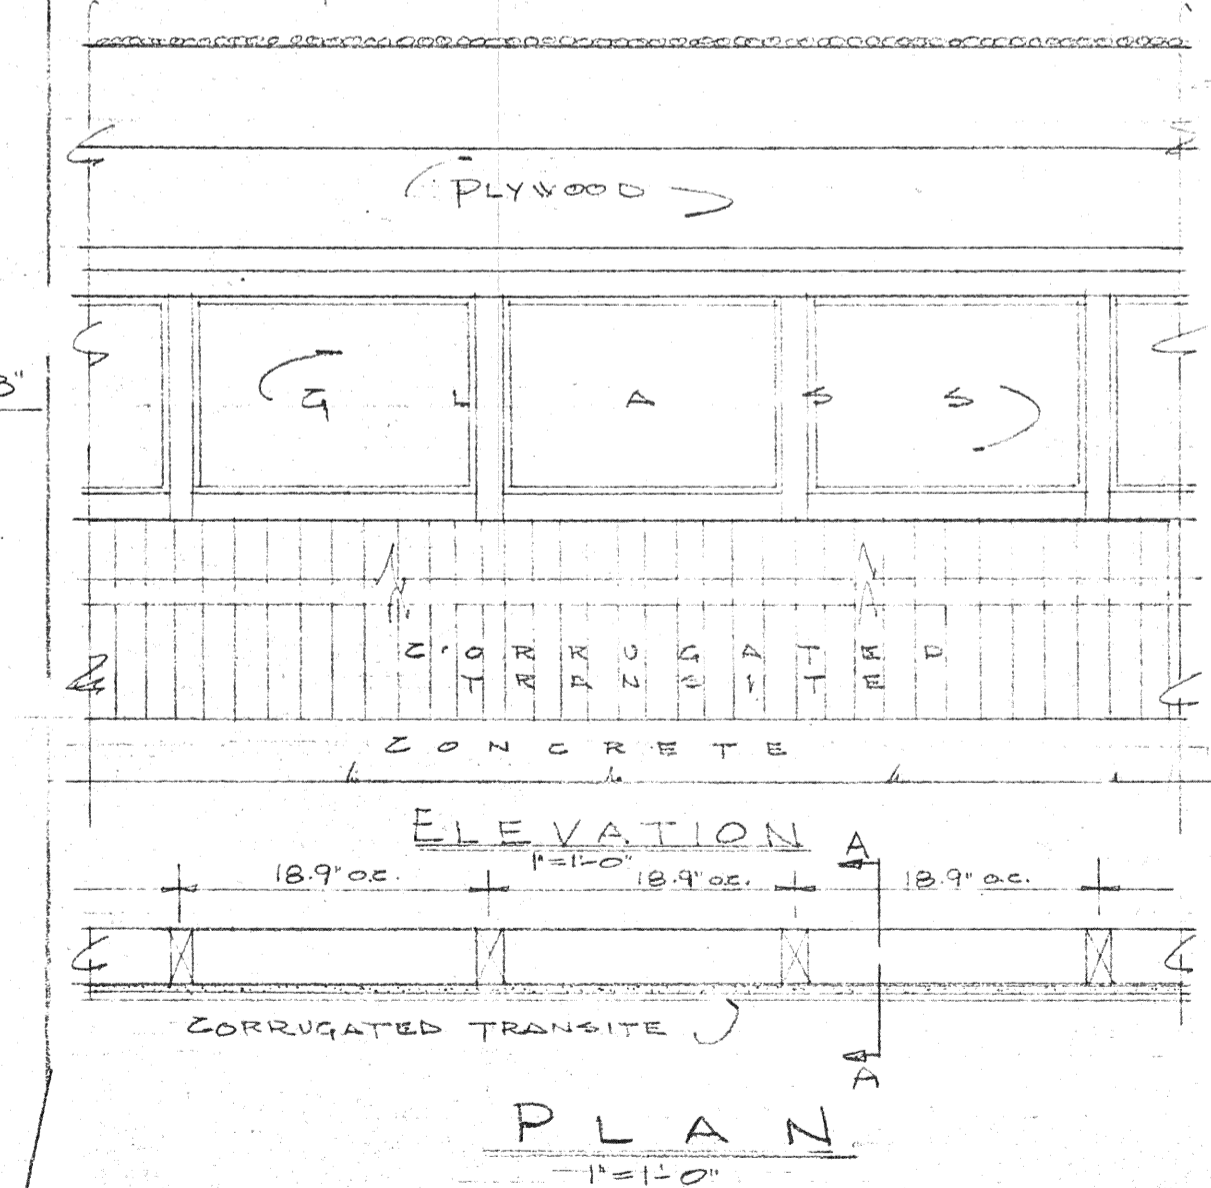 PLYWOOD
3"
G L A S S
CORRUGATED
TRANSITE
CONCRETE
ELEVATION
1"=1'-0"
A
18.9" o.c. 18.9" o.c. 18.9" o.c.
CORRUGATED TRANSITE
A
PLAN
1"=1'-0"